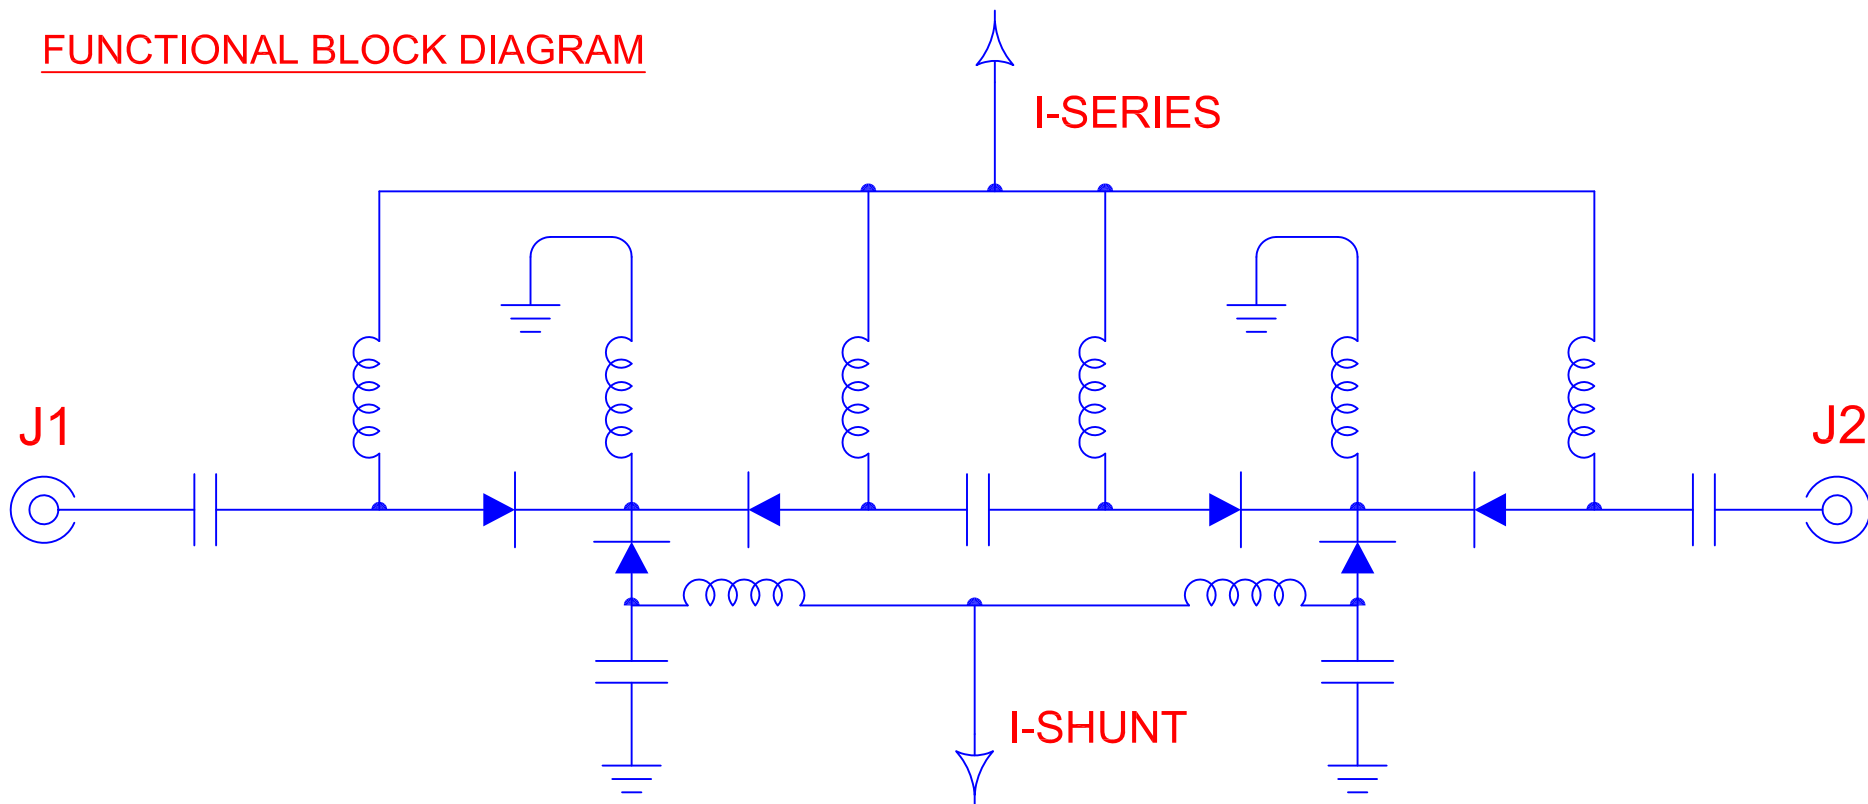 FUNCTIONAL BLOCK DIAGRAM
I-SERIES
J1
J2
I-SHUNT